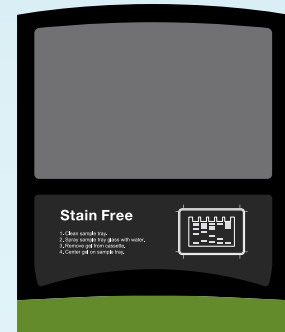 Stain Free
1. Clean sample tray.
2. Spray sample tray glass with water.
3. Remove gel from cassette.
4. Center gel on sample tray.